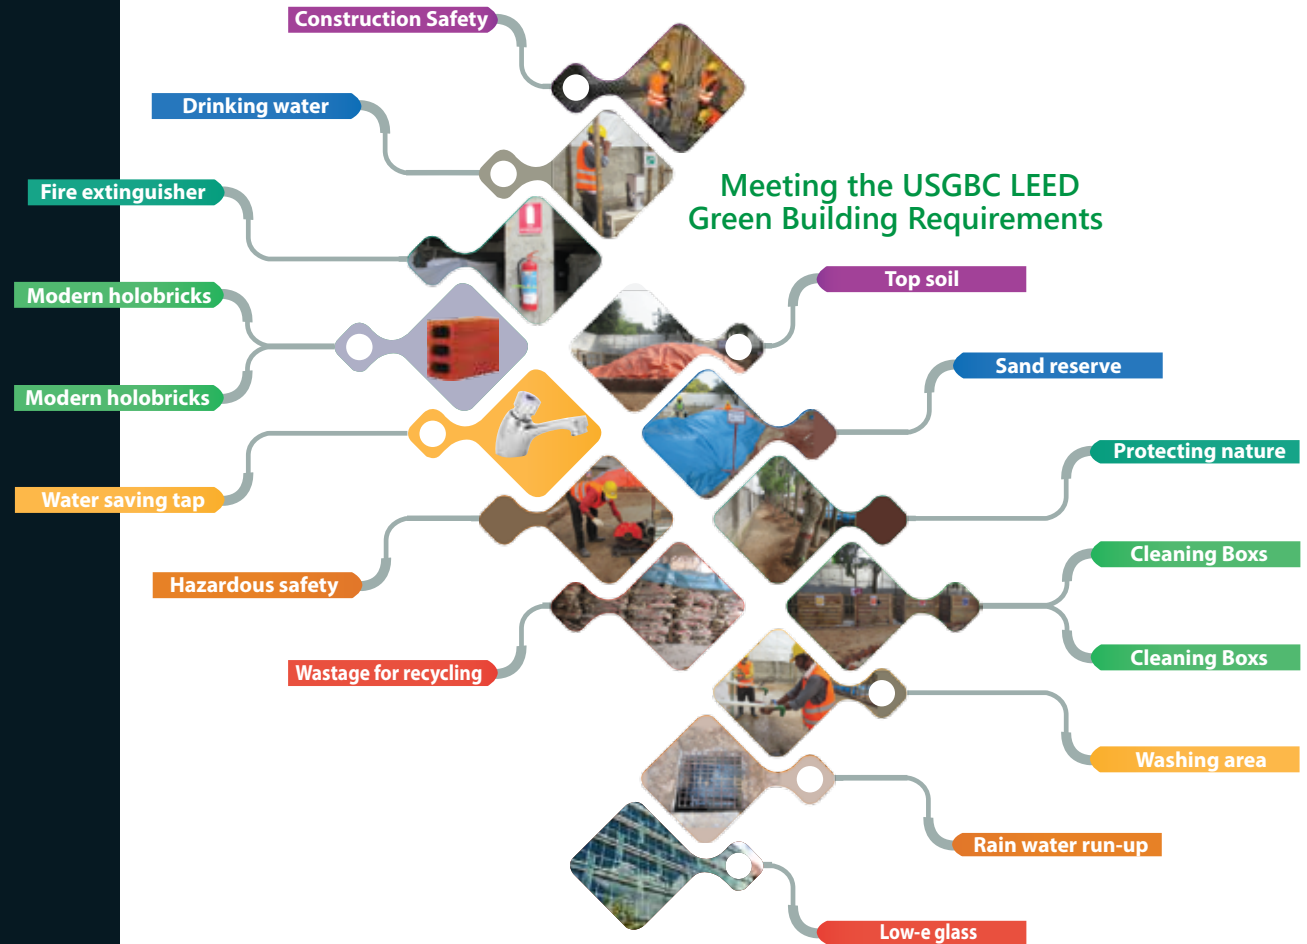 Construction Safety
Drinking water
Fire extinguisher
Modern holobricks
Modern holobricks
Water saving tap
Hazardous safety
Wastage for recycling
Meeting the USGBC LEED
Green Building Requirements
Top soil
Sand reserve
Protecting nature
Cleaning Boxs
Cleaning Boxs
Washing area
Rain water run-up
Low-e glass